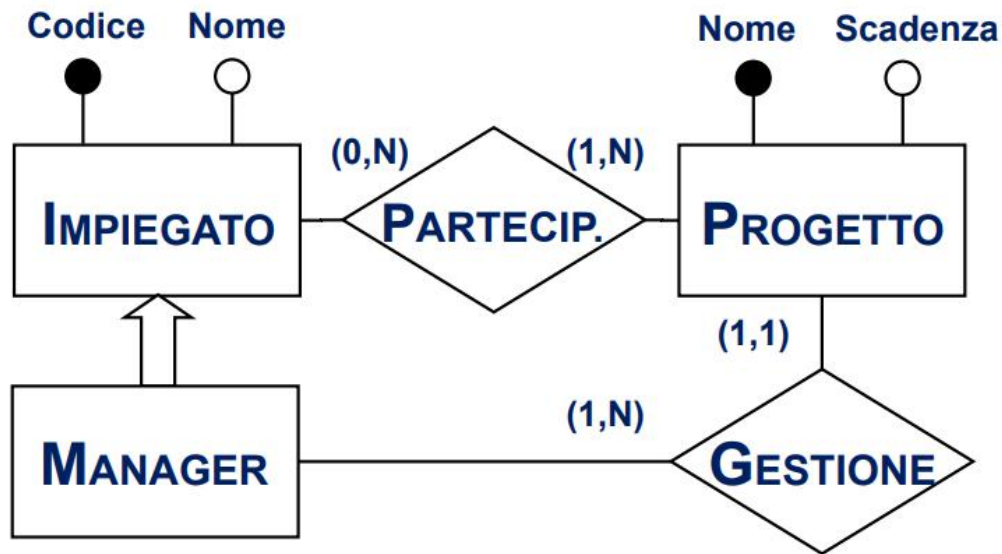 Codice Nome
Nome Scadenza
(0,N) (1,N)
IMPIEGATO
PARTECIP.
PROGETTO
(1,1)
(1,N)
MANAGER
GESTIONE